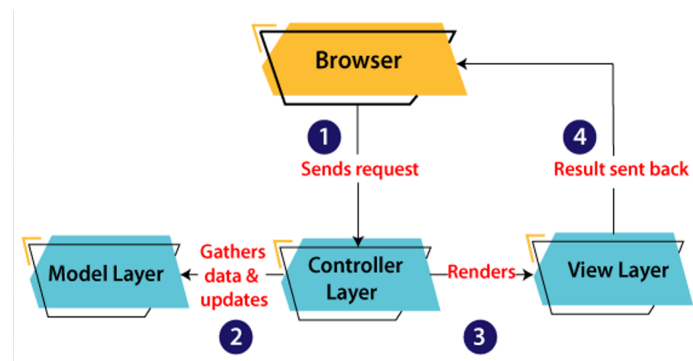 Browser
1
4
Sends request
Result sent back
Model Layer
Gathers
data &
updates
Controller
Layer
Renders
View Layer
2
3